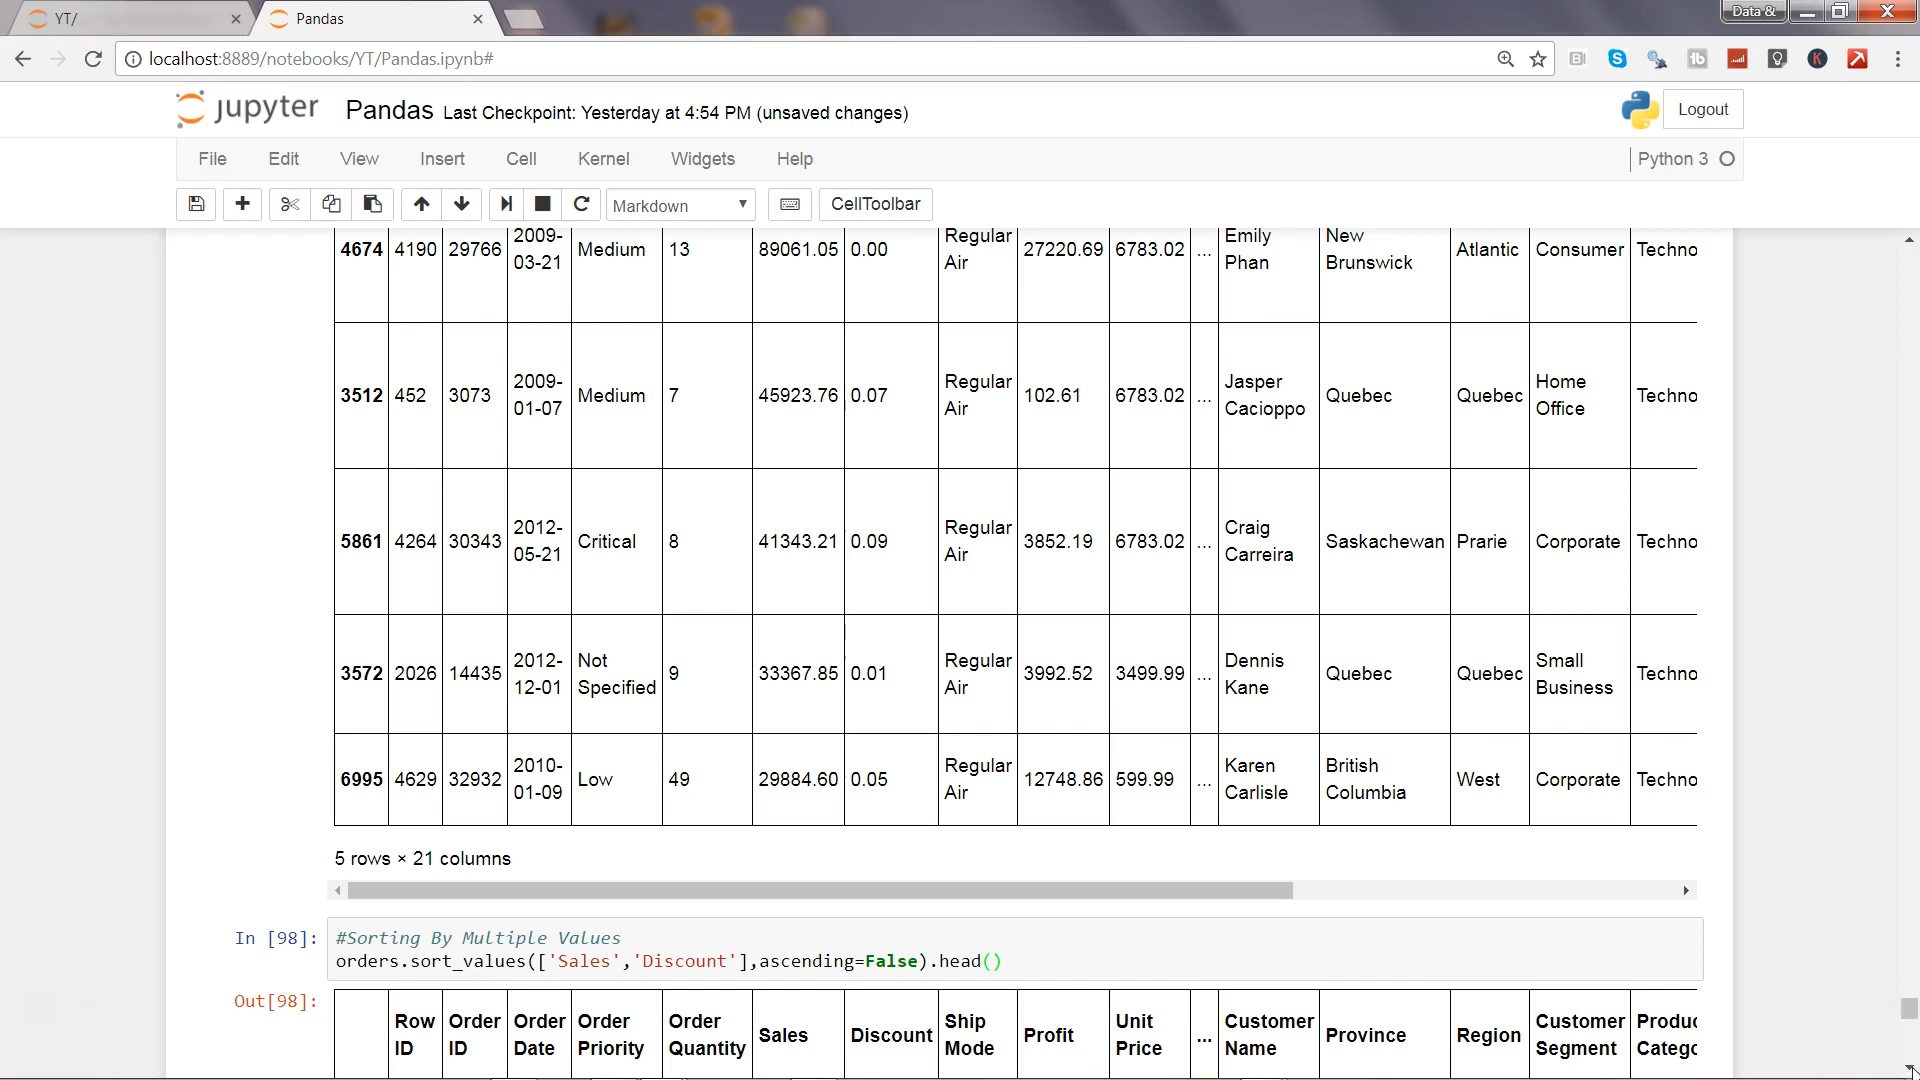 YT/
Pandas
Data &
localhost:8889/notebooks/YT/Pandas.ipynb#
jupyter Pandas Last Checkpoint: Yesterday at 4:54 PM (unsaved changes)
Logout
File Edit View Insert Cell Kernel Widgets Help
Python 3
Markdown
CellToolbar
4674 4190 29766 2009-03-21 Medium 13 89061.05 0.00 Regular Air 27220.69 6783.02 ... Emily Phan New Brunswick Atlantic Consumer Techno
3512 452 3073 2009-01-07 Medium 7 45923.76 0.07 Regular Air 102.61 6783.02 ... Jasper Cacioppo Quebec Quebec Home Office Techno
5861 4264 30343 2012-05-21 Critical 8 41343.21 0.09 Regular Air 3852.19 6783.02 ... Craig Carreira Saskachewan Prarie Corporate Techno
3572 2026 14435 2012-12-01 Not Specified 9 33367.85 0.01 Regular Air 3992.52 3499.99 ... Dennis Kane Quebec Quebec Small Business Techno
6995 4629 32932 2010-01-09 Low 49 29884.60 0.05 Regular Air 12748.86 599.99 ... Karen Carlisle British Columbia West Corporate Techno
5 rows × 21 columns
In [98]:
#Sorting By Multiple Values
orders.sort_values(['Sales','Discount'],ascending=False).head()
Out[98]:
Row ID Order ID Order Date Order Priority Order Quantity Sales Discount Ship Mode Profit Unit Price ... Customer Name Province Region Customer Segment Produc Catego